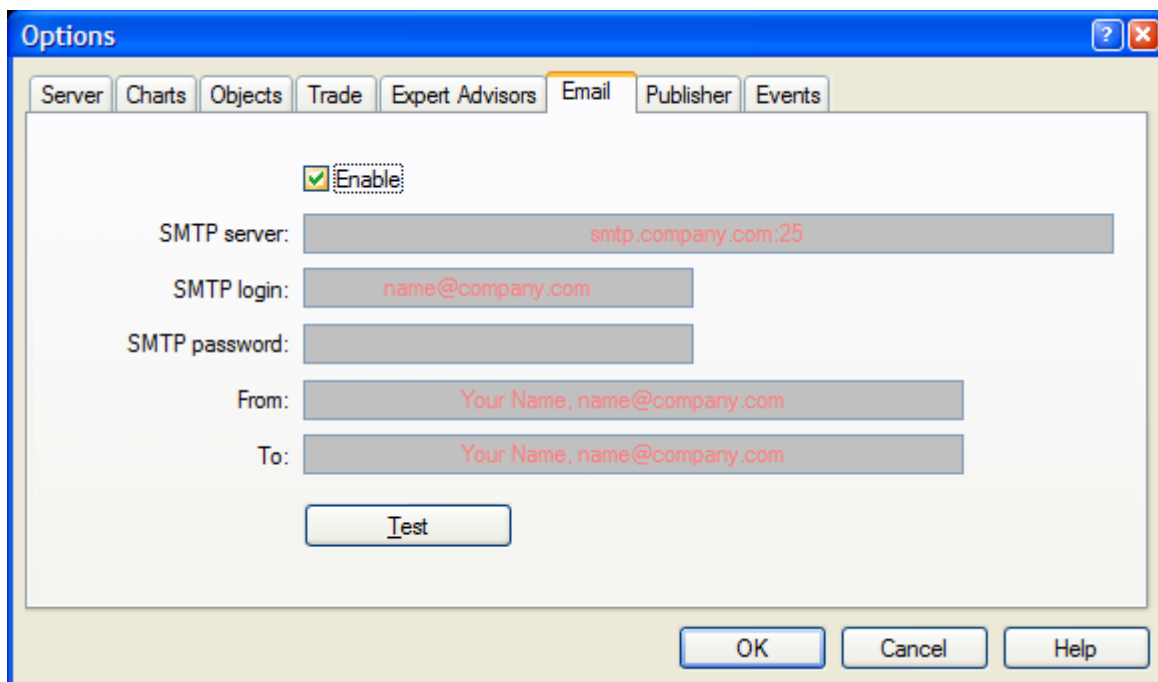 Options
Server Charts Objects Trade Expert Advisors Email Publisher Events
Enable
SMTP server: smtp.company.com:25
SMTP login: name@company.com
SMTP password:
From: Your Name, name@company.com
To: Your Name, name@company.com
Test
OK Cancel Help